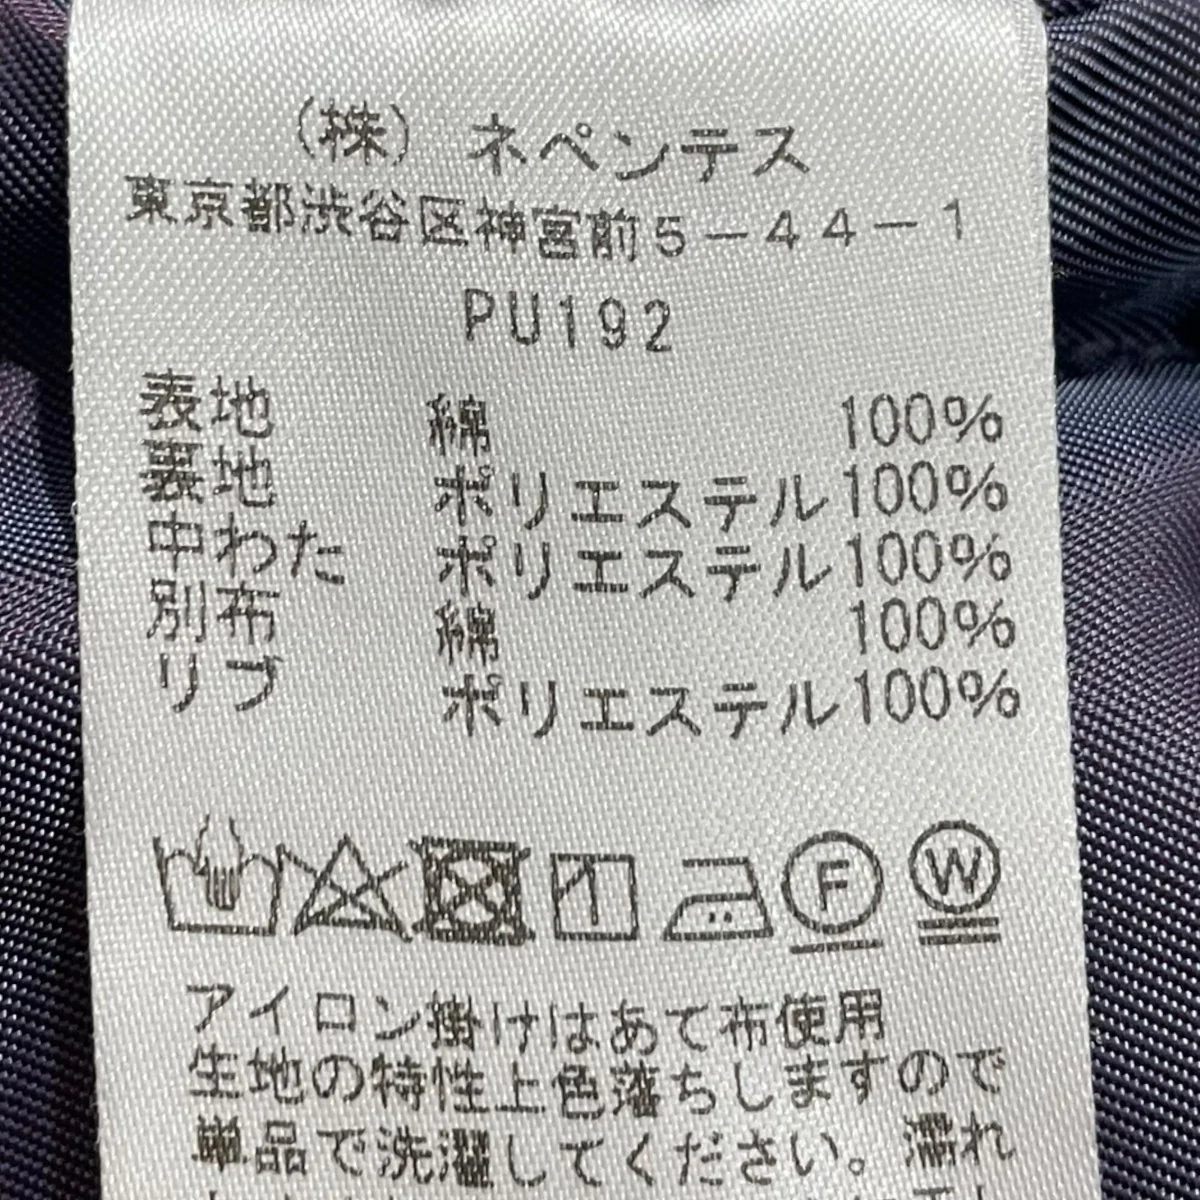 (株) ネペンテス
東京都渋谷区神宮前5-44-1
PU192
表地 綿 100%
裏地 ポリエステル100%
中わた ポリエステル100%
別布 綿 100%
リブ ポリエステル100%
F W
アイロン掛けはあて布使用
生地の特性上色落ちしますので
単品で洗濯してください。濡れ